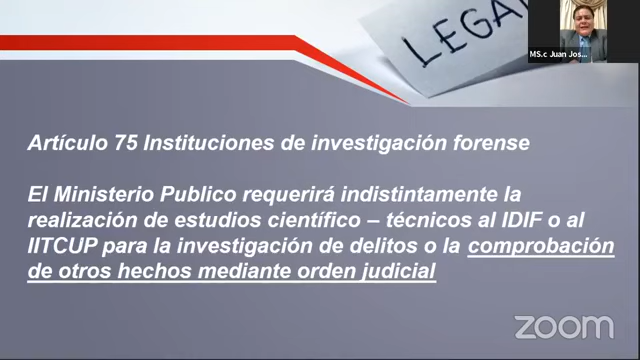 LEGA
MS.c Juan Jos...
Artículo 75 Instituciones de investigación forense
El Ministerio Publico requerirá indistintamente la
realización de estudios científico – técnicos al IDIF o al
IITCUP para la investigación de delitos o la comprobación
de otros hechos mediante orden judicial
zoom